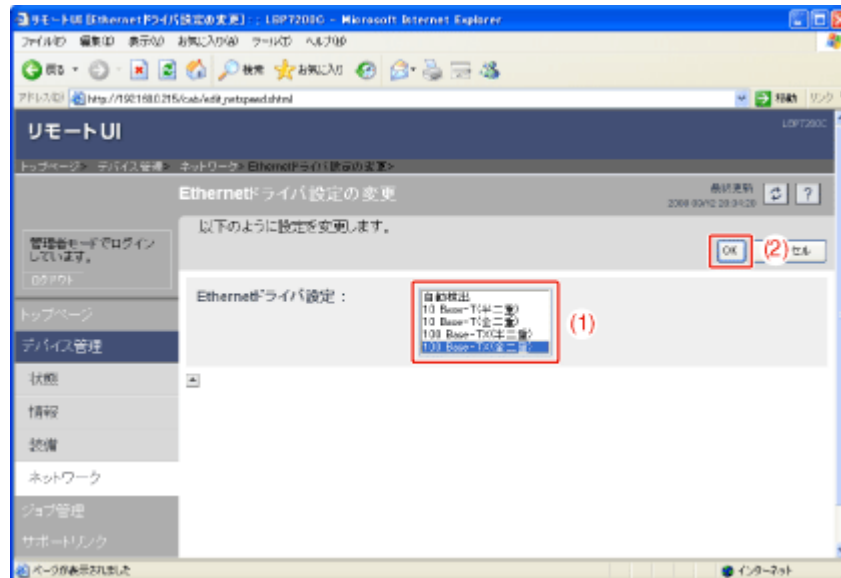 リモートUI [Ethernetドライバ設定の変更] : : LBP7200C - Microsoft Internet Explorer
ファイル(F) 編集(E) 表示(V) お気に入り(A) ツール(T) ヘルプ(H)
戻る 検索 お気に入り
アドレス(D) http://192.168.0.215/cab/edit_netspeed.shtml 移動 リンク
リモートUI
LBP7200C
トップページ> デバイス管理> ネットワーク> Ethernetドライバ設定の変更>
Ethernetドライバ設定の変更
最終更新
?
以下のように設定を変更します。
管理者モードでログイン
しています。
OK (2) セル
ログアウト
Ethernetドライバ設定：
自動検出
10 Base-T(半二重)
10 Base-T(全二重)
100 Base-TX(半二重)
100 Base-TX(全二重)
(1)
トップページ
デバイス管理
状態
情報
装備
ネットワーク
ジョブ管理
サポートリンク
ページが表示されました
インターネット